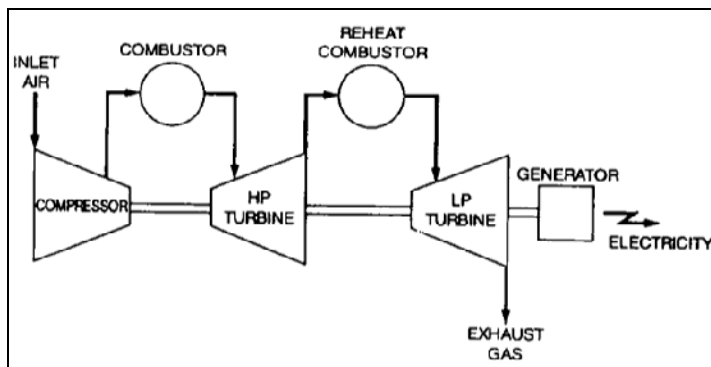 INLET
AIR
COMBUSTOR
REHEAT
COMBUSTOR
COMPRESSOR
HP
TURBINE
LP
TURBINE
GENERATOR
ELECTRICITY
EXHAUST
GAS